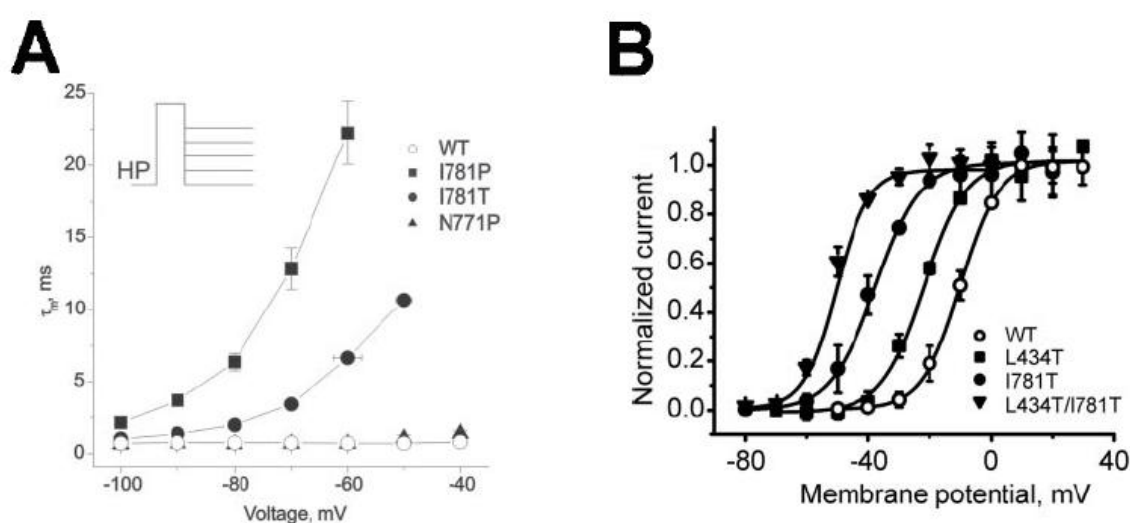 A
25
20
15
10
5
0
τm, ms
HP
WT
I781P
I781T
N771P
-100
-80
-60
-40
Voltage, mV
B
1.0
0.8
0.6
0.4
0.2
0.0
Normalized current
WT
L434T
I781T
L434T/I781T
-80
-40
0
40
Membrane potential, mV